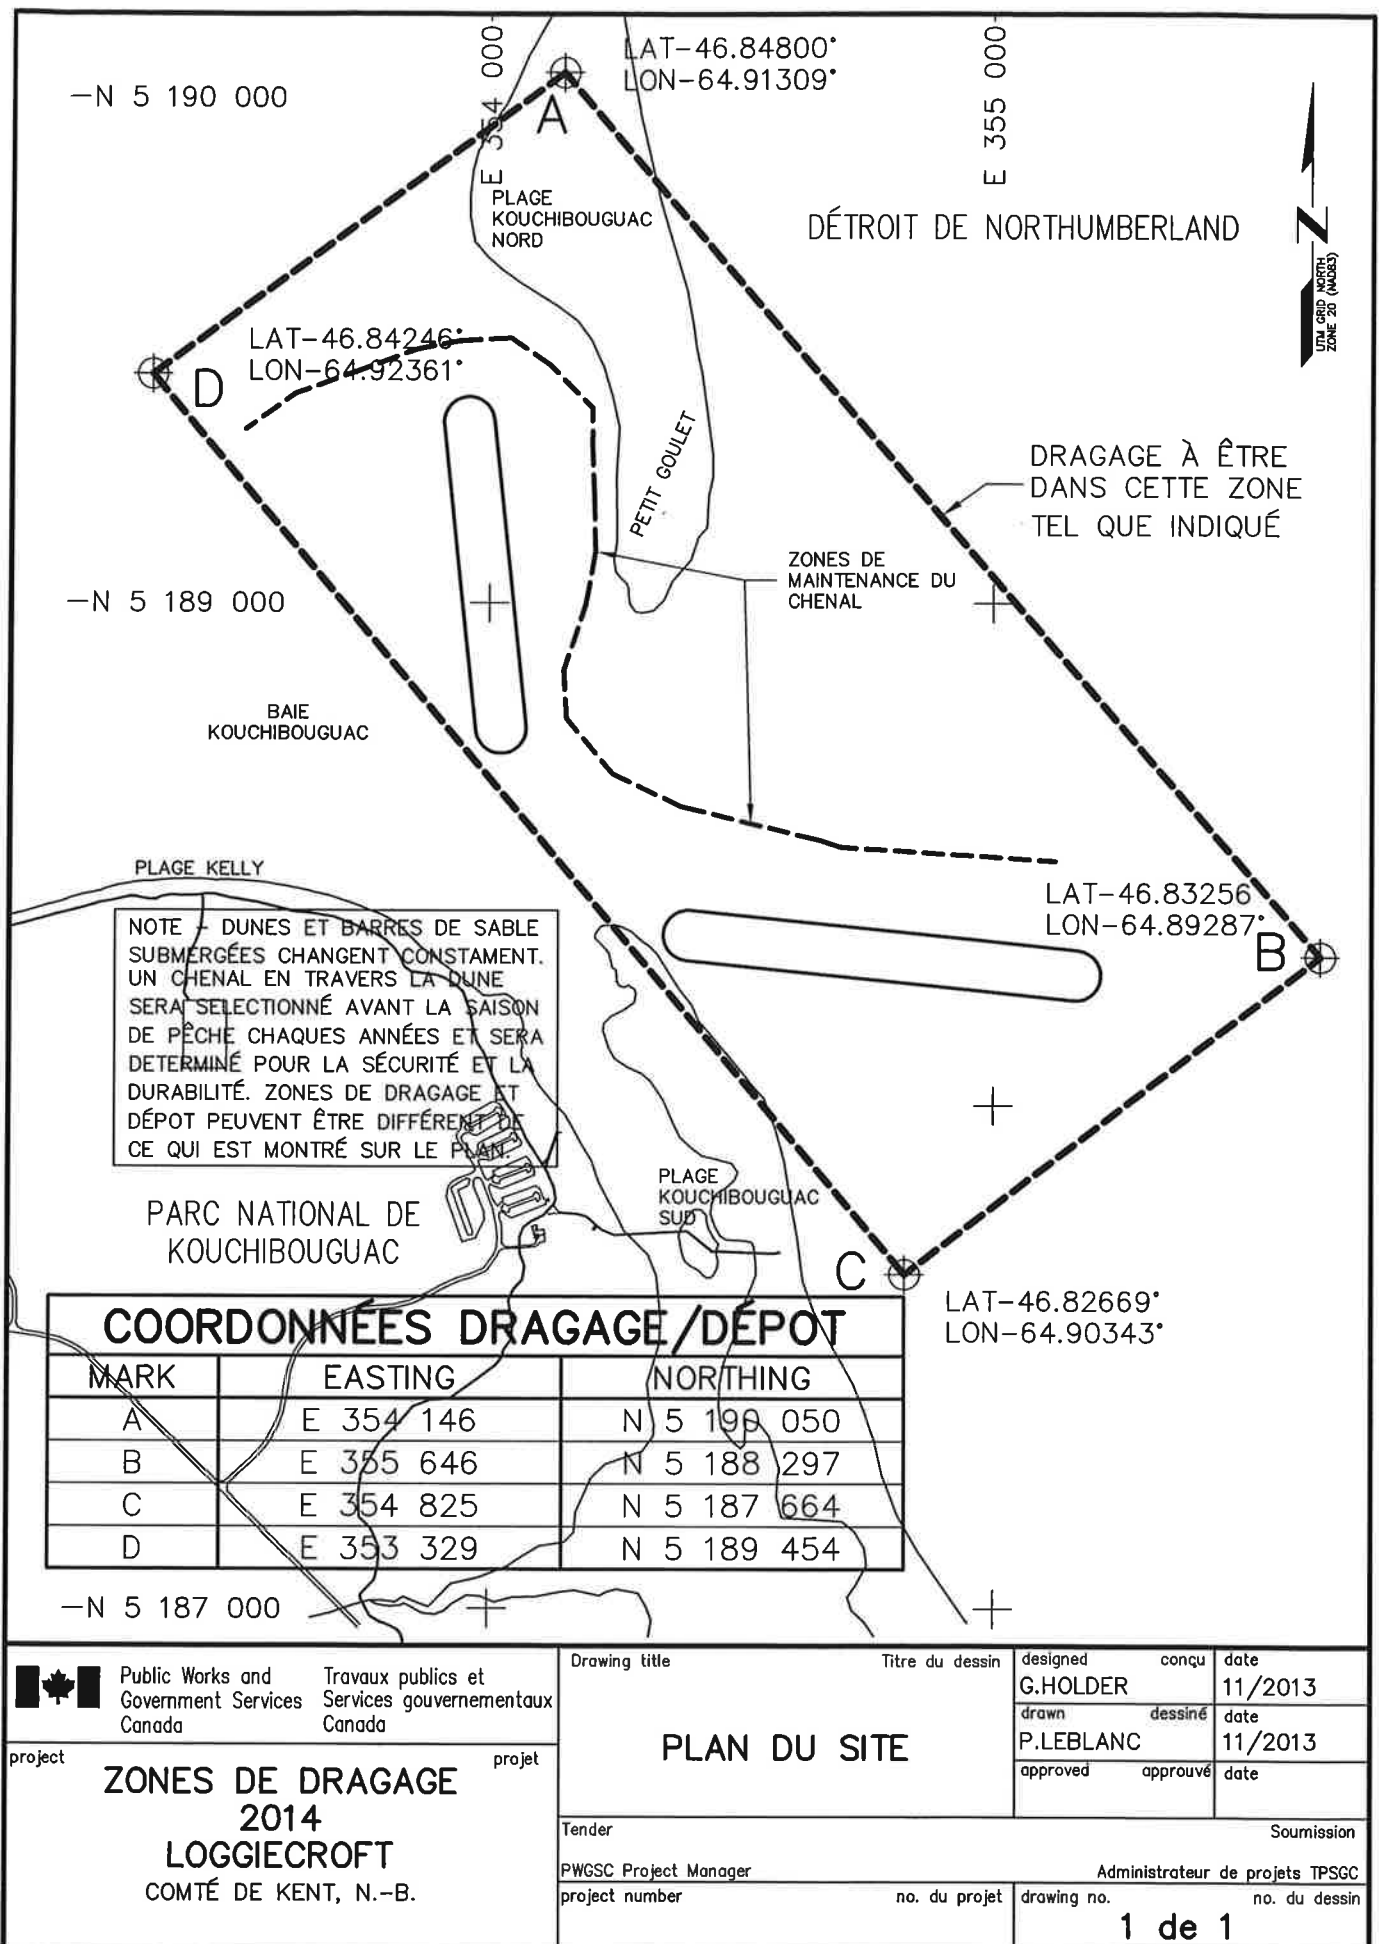 LAT-46.84800°
LON-64.91309°
E 354 000
E 355 000
-N 5 190 000
A
PLAGE
KOUCHIBOUGUAC
NORD
DÉTROIT DE NORTHUMBERLAND
N
UTM GRID NORTH
ZONE 20 (NAD83)
LAT-46.84246°
LON-64.92361°
D
PETIT GOULET
DRAGAGE À ÊTRE
DANS CETTE ZONE
TEL QUE INDIQUÉ
ZONES DE
MAINTENANCE DU
CHENAL
-N 5 189 000
BAIE
KOUCHIBOUGUAC
PLAGE KELLY
LAT-46.83256
LON-64.89287°
B
NOTE - DUNES ET BARRES DE SABLE
SUBMERGÉES CHANGENT CONSTAMENT.
UN CHENAL EN TRAVERS LA DUNE
SERA SELECTIONNÉ AVANT LA SAISON
DE PÊCHE CHAQUES ANNÉES ET SERA
DETERMINÉ POUR LA SÉCURITÉ ET LA
DURABILITÉ. ZONES DE DRAGAGE ET
DÉPOT PEUVENT ÊTRE DIFFÉRENT DE
CE QUI EST MONTRÉ SUR LE PLAN.
PLAGE
KOUCHIBOUGUAC
SUD
PARC NATIONAL DE
KOUCHIBOUGUAC
C
LAT-46.82669°
LON-64.90343°
COORDONNÉES DRAGAGE/DÉPOT
MARK EASTING NORTHING
A E 354 146 N 5 190 050
B E 355 646 N 5 188 297
C E 354 825 N 5 187 664
D E 353 329 N 5 189 454
-N 5 187 000
Public Works and
Government Services
Canada
Travaux publics et
Services gouvernementaux
Canada
project projet
ZONES DE DRAGAGE
2014
LOGGIECROFT
COMTÉ DE KENT, N.-B.
Drawing title Titre du dessin
PLAN DU SITE
designed conçu date
G.HOLDER 11/2013
drawn dessiné date
P.LEBLANC 11/2013
approved approuvé date
Tender Soumission
PWGSC Project Manager Administrateur de projets TPSGC
project number no. du projet
drawing no. no. du dessin
1 de 1